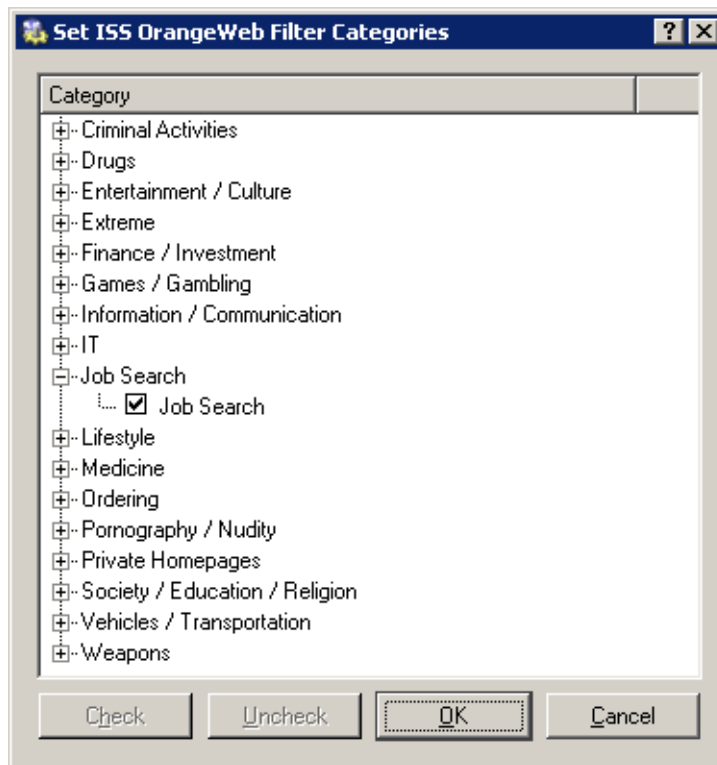 Set ISS OrangeWeb Filter Categories
Category
Criminal Activities
Drugs
Entertainment / Culture
Extreme
Finance / Investment
Games / Gambling
Information / Communication
IT
Job Search
Job Search
Lifestyle
Medicine
Ordering
Pornography / Nudity
Private Homepages
Society / Education / Religion
Vehicles / Transportation
Weapons
Check Uncheck OK Cancel